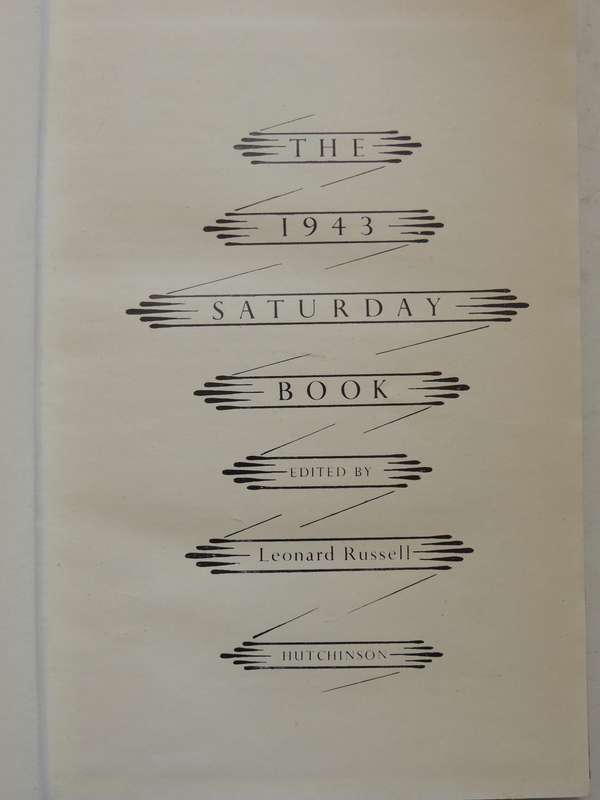 THE
1943
SATURDAY
BOOK
EDITED BY
Leonard Russell
HUTCHINSON